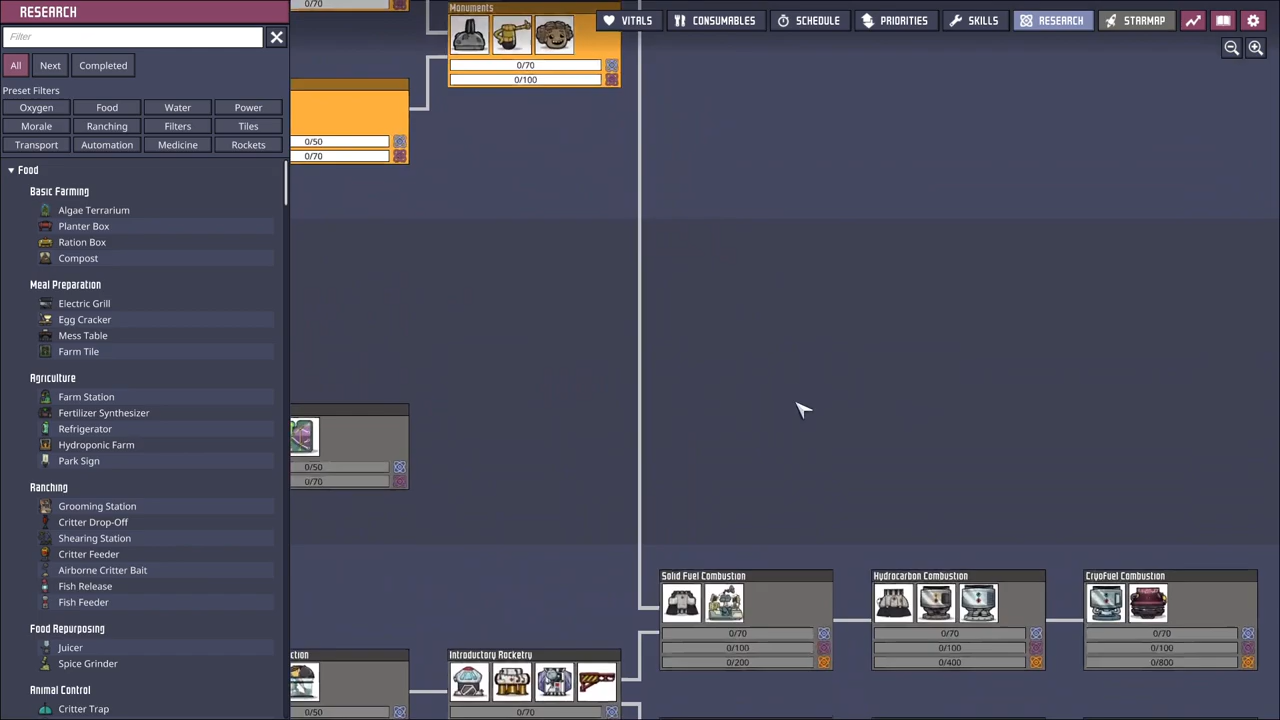 RESEARCH
Filter
All Next Completed
Preset Filters
Oxygen Food Water Power
Morale Ranching Filters Tiles
Transport Automation Medicine Rockets
Food
Basic Farming
Algae Terrarium
Planter Box
Ration Box
Compost
Meal Preparation
Electric Grill
Egg Cracker
Mess Table
Farm Tile
Agriculture
Farm Station
Fertilizer Synthesizer
Refrigerator
Hydroponic Farm
Park Sign
Ranching
Grooming Station
Critter Drop-Off
Shearing Station
Critter Feeder
Airborne Critter Bait
Fish Release
Fish Feeder
Food Repurposing
Juicer
Spice Grinder
Animal Control
Critter Trap
VITALS CONSUMABLES SCHEDULE PRIORITIES SKILLS RESEARCH STARMAP
0/70
Monuments
0/70
0/100
0/50
0/70
0/50
0/70
ction
0/50
Introductory Rocketry
0/70
Solid Fuel Combustion
0/70
0/100
0/200
Hydrocarbon Combustion
0/70
0/100
0/400
CryoFuel Combustion
0/70
0/100
0/800